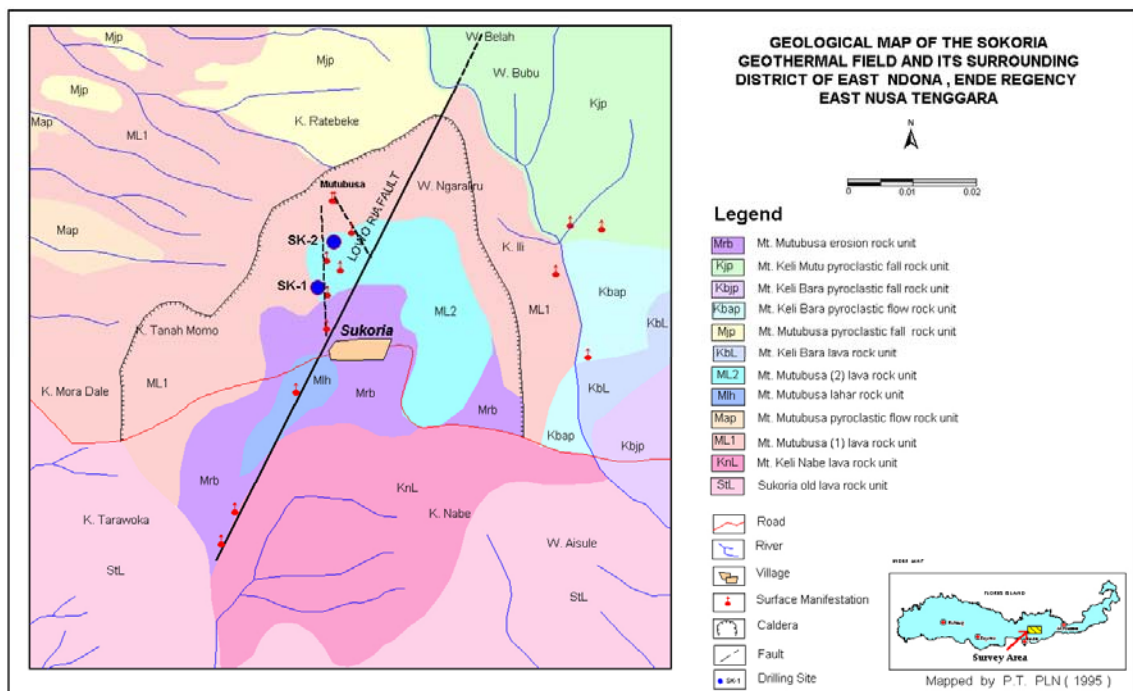 GEOLOGICAL MAP OF THE SOKORIA
GEOTHERMAL FIELD AND ITS SURROUNDING
DISTRICT OF EAST NDONA , ENDE REGENCY
EAST NUSA TENGGARA
N
0 0.01 0.02
Legend
Mrb Mt. Mutubusa erosion rock unit
Kjp Mt. Keli Mutu pyroclastic fall rock unit
Kbjp Mt. Keli Bara pyroclastic fall rock unit
Kbap Mt. Keli Bara pyroclastic flow rock unit
Mjp Mt. Mutubusa pyroclastic fall rock unit
KbL Mt. Keli Bara lava rock unit
ML2 Mt. Mutubusa (2) lava rock unit
Mlh Mt. Mutubusa lahar rock unit
Map Mt. Mutubusa pyroclastic flow rock unit
ML1 Mt. Mutubusa (1) lava rock unit
KnL Mt. Keli Nabe lava rock unit
StL Sukoria old lava rock unit
Road
River
Village
Surface Manifestation
Caldera
Fault
SK-1 Drilling Site
INDEX MAP
FLORES ISLAND
Survey Area
Mapped by P.T. PLN ( 1995 )
Mjp
Mjp
W. Belah
W. Bubu
Mjp
Kjp
Map
ML1
K. Ratebeke
Mutubusa
W. Ngaraliru
LOWO RIA FAULT
Map
SK-2
K. Ili
SK-1
Kbap
ML2
ML1
KbL
K. Tanah Momo
Sukoria
K. Mora Dale
ML1
Mlh
Mrb
Mrb
KbL
Kbap
Kbjp
Mrb
KnL
K. Nabe
K. Tarawoka
W. Aisule
StL
StL